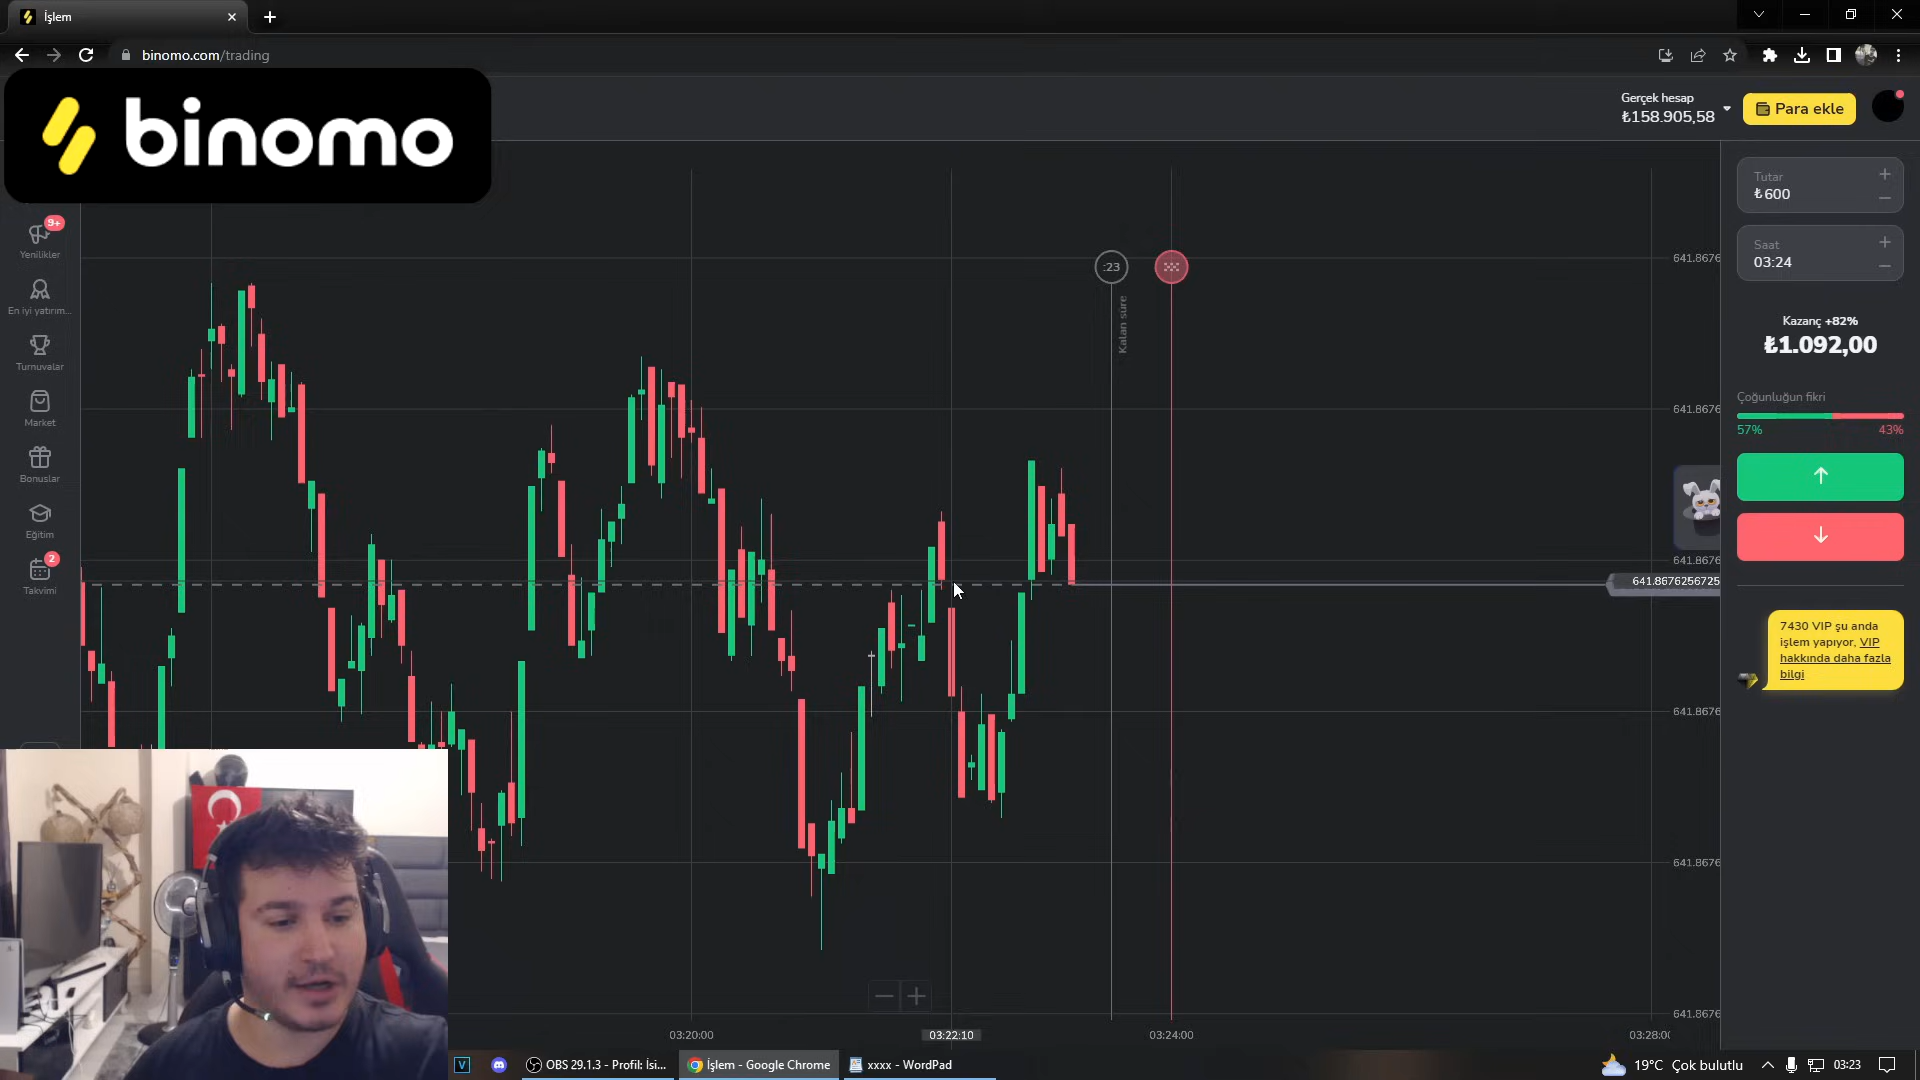 İşlem
binomo.com/trading
binomo
Gerçek hesap
₺158.905,58
Para ekle
9+
Yenilikler
En iyi yatırım...
Turnuvalar
Market
Bonuslar
Eğitim
2
Takvimi
:23
Kalan süre
641.8676
641.8676
641.8676
641.8676256725
641.8676
641.8676
641.8676
Tutar
₺600
Saat
03:24
Kazanç +82%
₺1.092,00
Çoğunluğun fikri
57%
43%
7430 VIP şu anda
işlem yapıyor, VIP
hakkında daha fazla
bilgi
03:20:00
03:22:10
03:24:00
03:28:00
V
OBS 29.1.3 - Profil: İsi...
İşlem - Google Chrome
xxxx - WordPad
19°C Çok bulutlu
03:23